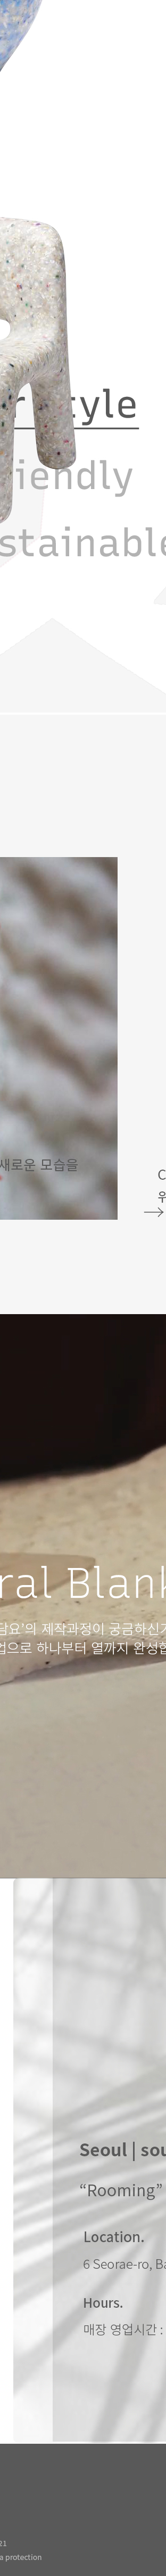 r style
iendly
stainable
새로운 모습을
C
위
ral Blank
담요'의 제작과정이 궁금하신가
업으로 하나부터 열까지 완성합
Seoul | sou
“Rooming”
Location.
6 Seorae-ro, Ba
Hours.
매장 영업시간 :
21
a protection